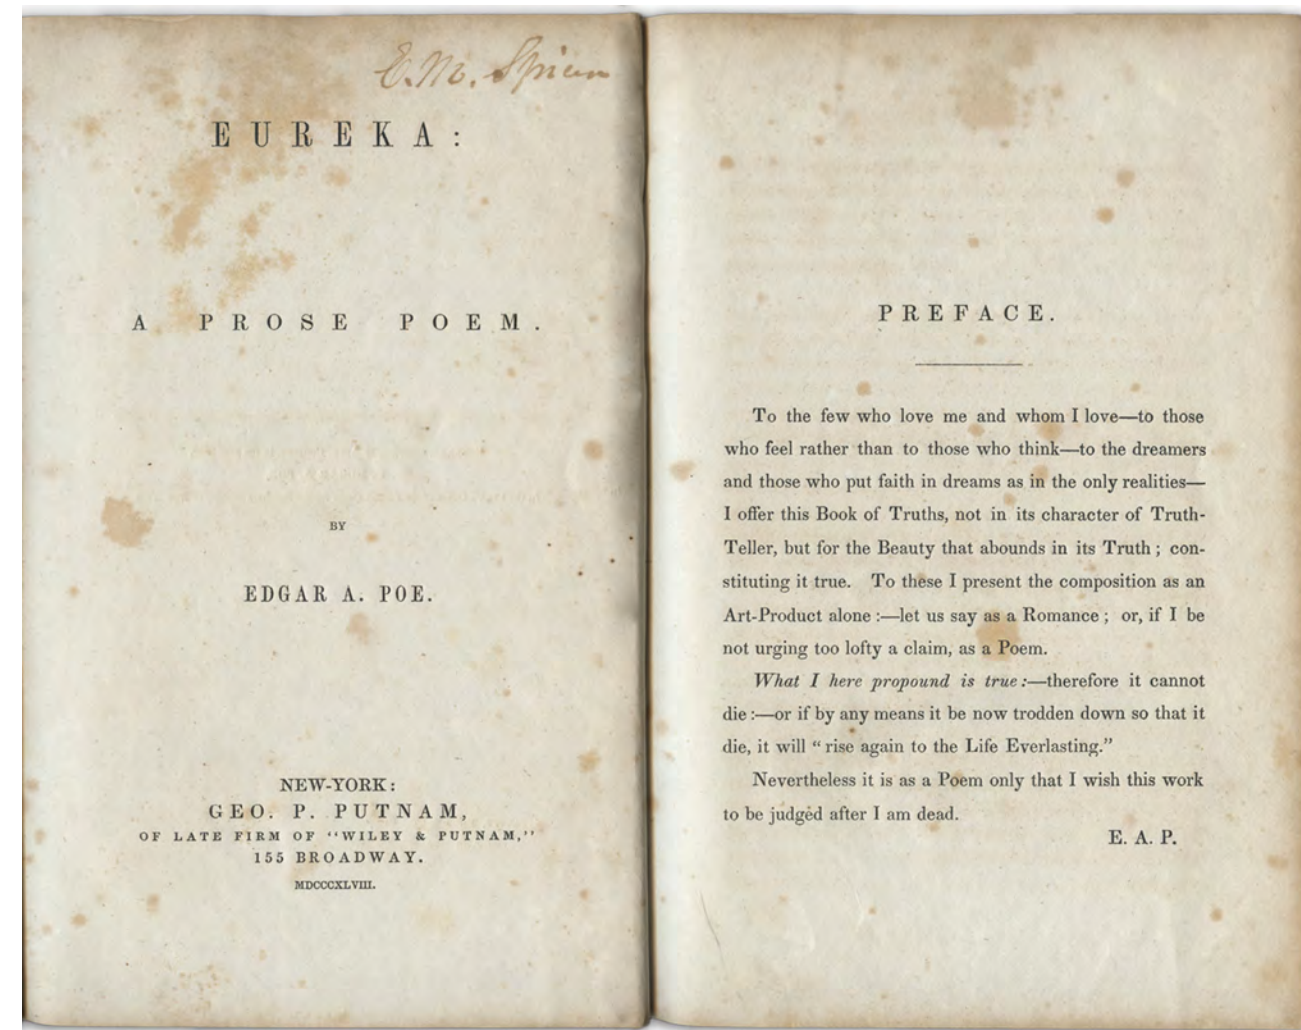 E. M.
EUREKA:
A PROSE POEM.
BY
EDGAR A. POE.
NEW-YORK:
GEO. P. PUTNAM,
OF LATE FIRM OF "WILEY & PUTNAM,"
155 BROADWAY.
MDCCCXLVIII.
PREFACE.
To the few who love me and whom I love—to those
who feel rather than to those who think—to the dreamers
and those who put faith in dreams as in the only realities—
I offer this Book of Truths, not in its character of Truth-
Teller, but for the Beauty that abounds in its Truth; con-
stituting it true. To these I present the composition as an
Art-Product alone:—let us say as a Romance; or, if I be
not urging too lofty a claim, as a Poem.
What I here propound is true:—therefore it cannot
die:—or if by any means it be now trodden down so that it
die, it will "rise again to the Life Everlasting."
Nevertheless it is as a Poem only that I wish this work
to be judged after I am dead.
E. A. P.